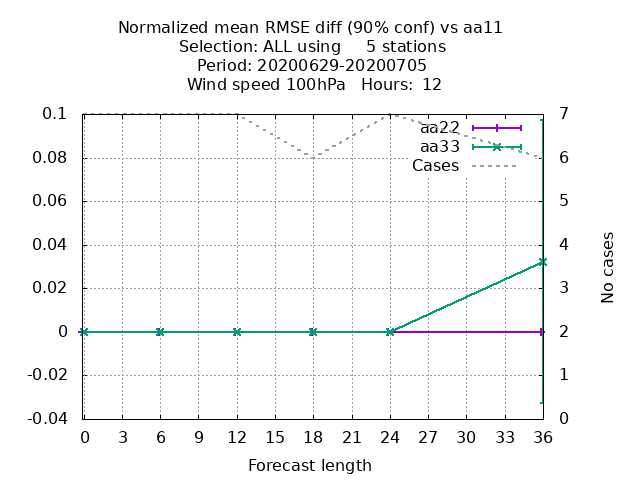 Normalized mean RMSE diff (90% conf) vs aa11
Selection: ALL using     5 stations
Period: 20200629-20200705
Wind speed 100hPa   Hours:  12
0.1
0.08
0.06
0.04
0.02
0
-0.02
-0.04
aa22
aa33
Cases
7
6
5
4
3
2
1
0
No cases
0 3 6 9 12 15 18 21 24 27 30 33 36
Forecast length